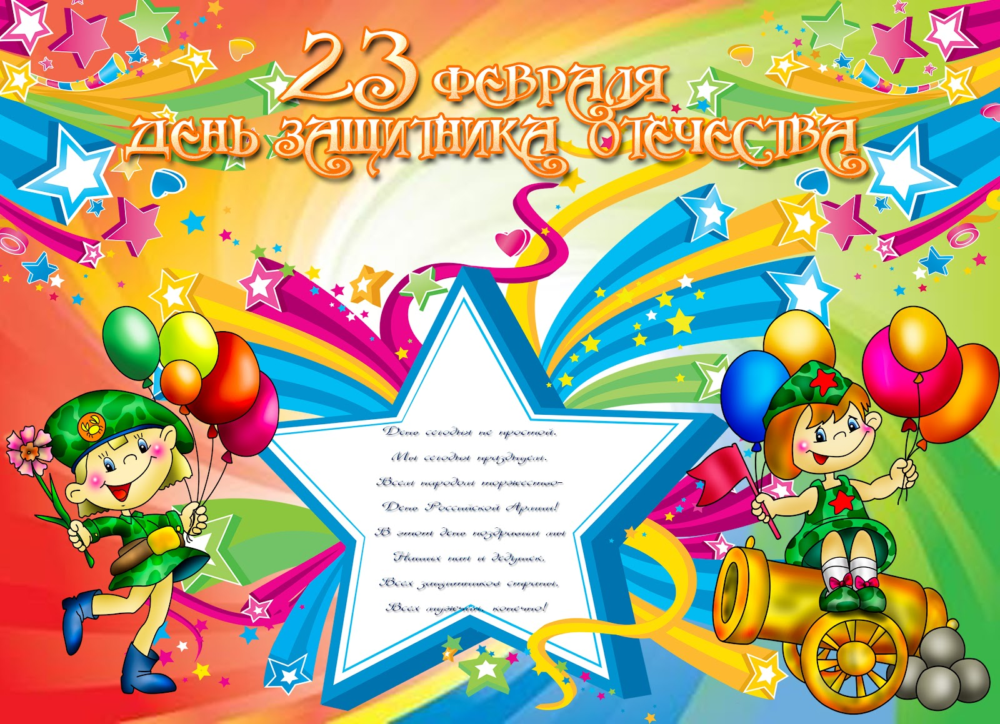 23 ФЕВРАЛЯ
ДЕНЬ ЗАЩИТНИКА ОТЕЧЕСТВА
День сегодня не простой.
Мы сегодня празднуем.
Всем народом торжество-
День Российской Армии!
В этот день поздравим мы
Наших пап и дедушек.
Всех защитников страны,
Всех мужчин, конечно!